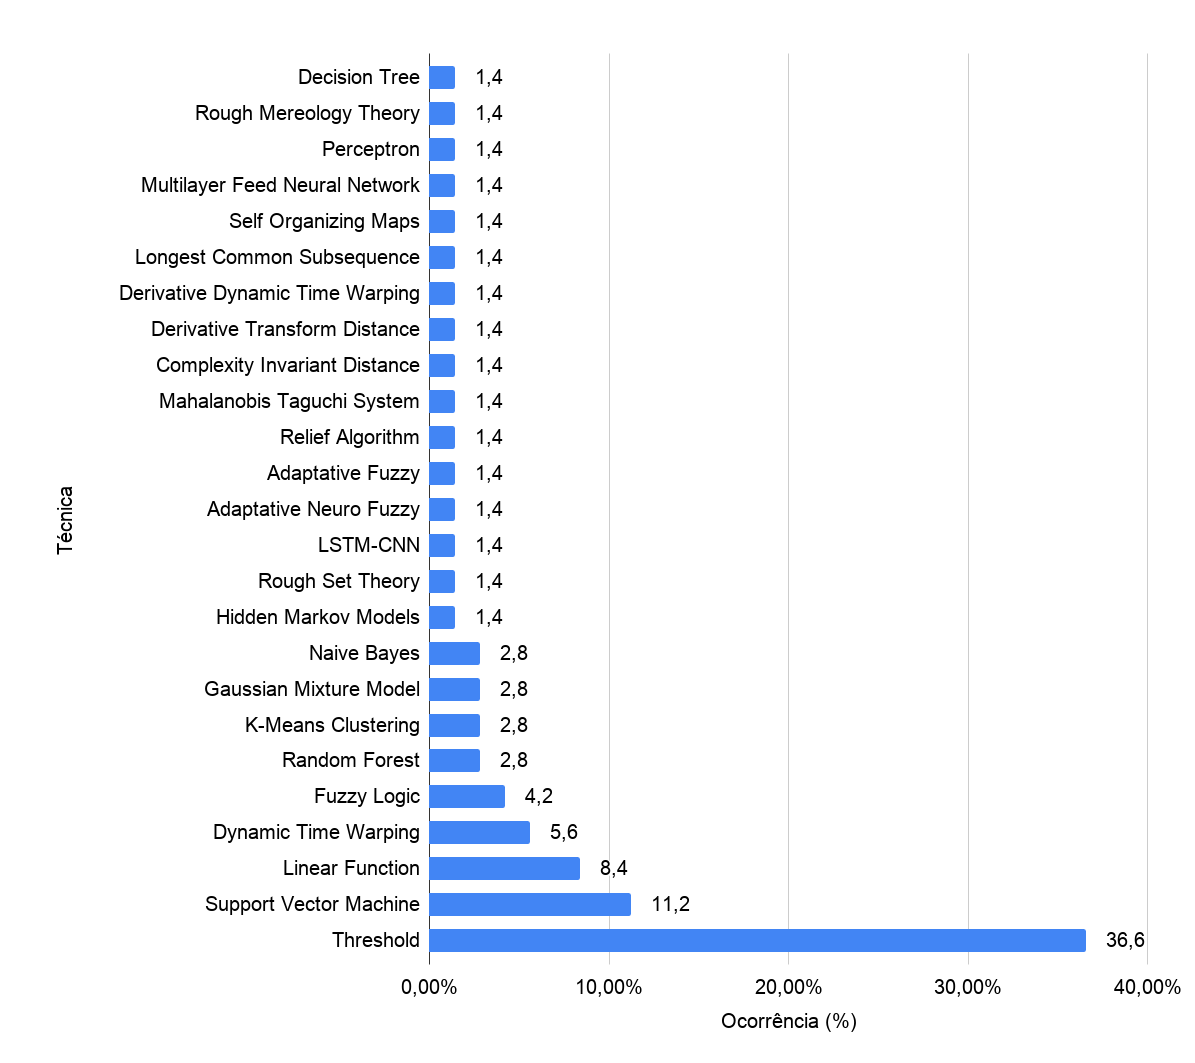 Decision Tree 1,4
Rough Mereology Theory 1,4
Perceptron 1,4
Multilayer Feed Neural Network 1,4
Self Organizing Maps 1,4
Longest Common Subsequence 1,4
Derivative Dynamic Time Warping 1,4
Derivative Transform Distance 1,4
Complexity Invariant Distance 1,4
Mahalanobis Taguchi System 1,4
Relief Algorithm 1,4
Adaptative Fuzzy 1,4
Adaptative Neuro Fuzzy 1,4
LSTM-CNN 1,4
Rough Set Theory 1,4
Hidden Markov Models 1,4
Naive Bayes 2,8
Gaussian Mixture Model 2,8
K-Means Clustering 2,8
Random Forest 2,8
Fuzzy Logic 4,2
Dynamic Time Warping 5,6
Linear Function 8,4
Support Vector Machine 11,2
Threshold 36,6
Técnica
0,00% 10,00% 20,00% 30,00% 40,00%
Ocorrência (%)